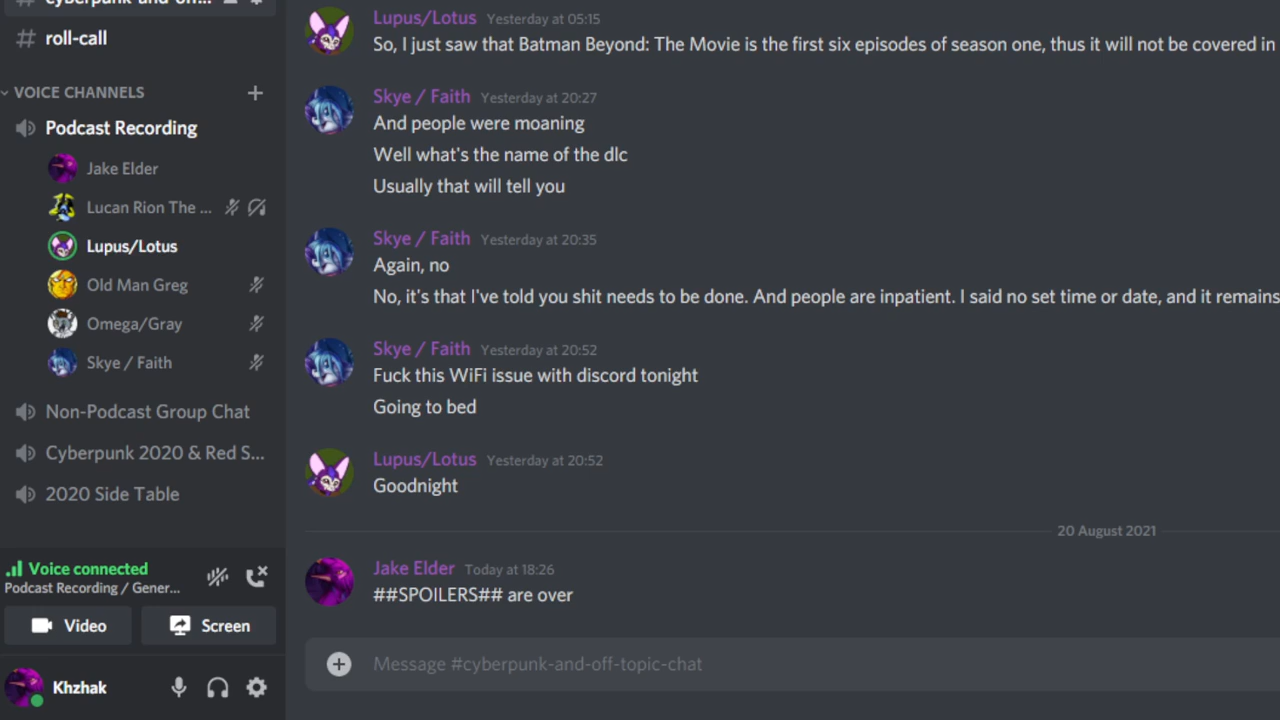 cyberpunk-and-off...
roll-call
VOICE CHANNELS
Podcast Recording
Jake Elder
Lucan Rion The ...
Lupus/Lotus
Old Man Greg
Omega/Gray
Skye / Faith
Non-Podcast Group Chat
Cyberpunk 2020 & Red S...
2020 Side Table
Voice connected
Podcast Recording / Gener...
Video Screen
Khzhak
Lupus/Lotus Yesterday at 05:15
So, I just saw that Batman Beyond: The Movie is the first six episodes of season one, thus it will not be covered in
Skye / Faith Yesterday at 20:27
And people were moaning
Well what's the name of the dlc
Usually that will tell you
Skye / Faith Yesterday at 20:35
Again, no
No, it's that I've told you shit needs to be done. And people are inpatient. I said no set time or date, and it remains
Skye / Faith Yesterday at 20:52
Fuck this WiFi issue with discord tonight
Going to bed
Lupus/Lotus Yesterday at 20:52
Goodnight
20 August 2021
Jake Elder Today at 18:26
##SPOILERS## are over
Message #cyberpunk-and-off-topic-chat